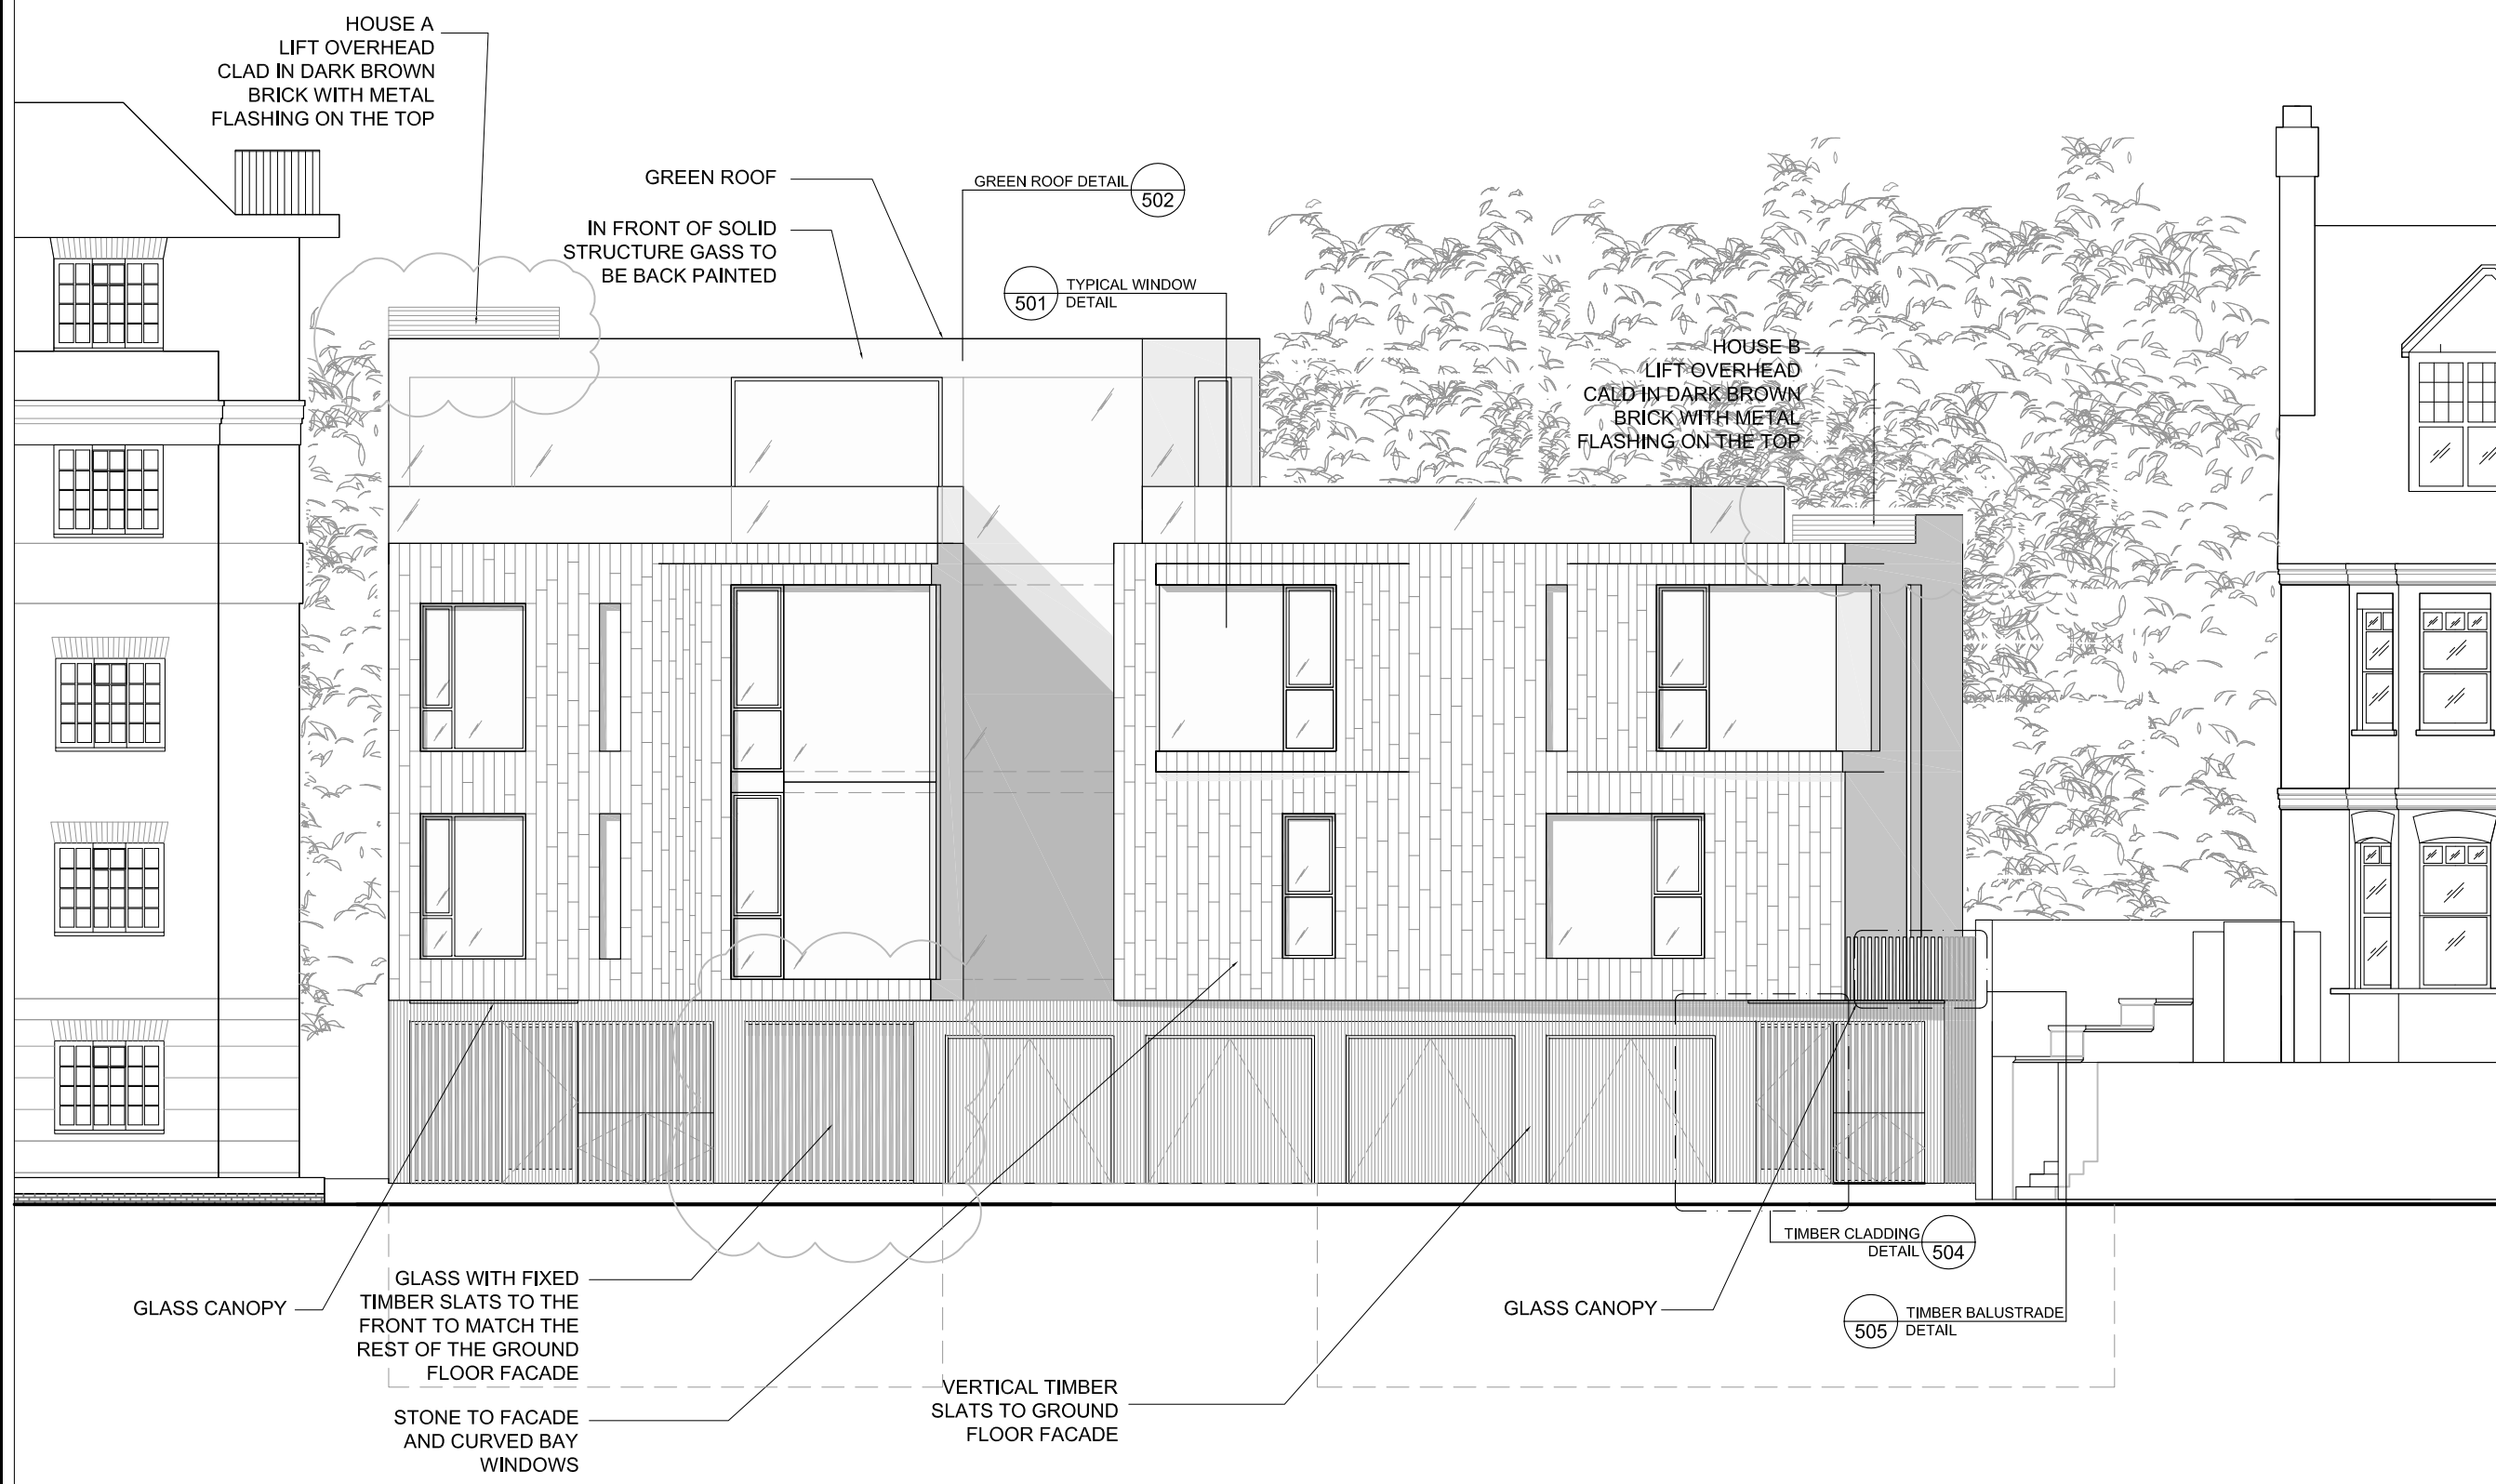 HOUSE A
LIFT OVERHEAD
CLAD IN DARK BROWN
BRICK WITH METAL
FLASHING ON THE TOP
GREEN ROOF
GREEN ROOF DETAIL
502
IN FRONT OF SOLID
STRUCTURE GASS TO
BE BACK PAINTED
501
TYPICAL WINDOW
DETAIL
HOUSE B
LIFT OVERHEAD
CALD IN DARK BROWN
BRICK WITH METAL
FLASHING ON THE TOP
TIMBER CLADDING
DETAIL
504
GLASS CANOPY
GLASS WITH FIXED
TIMBER SLATS TO THE
FRONT TO MATCH THE
REST OF THE GROUND
FLOOR FACADE
GLASS CANOPY
505
TIMBER BALUSTRADE
DETAIL
STONE TO FACADE
AND CURVED BAY
WINDOWS
VERTICAL TIMBER
SLATS TO GROUND
FLOOR FACADE